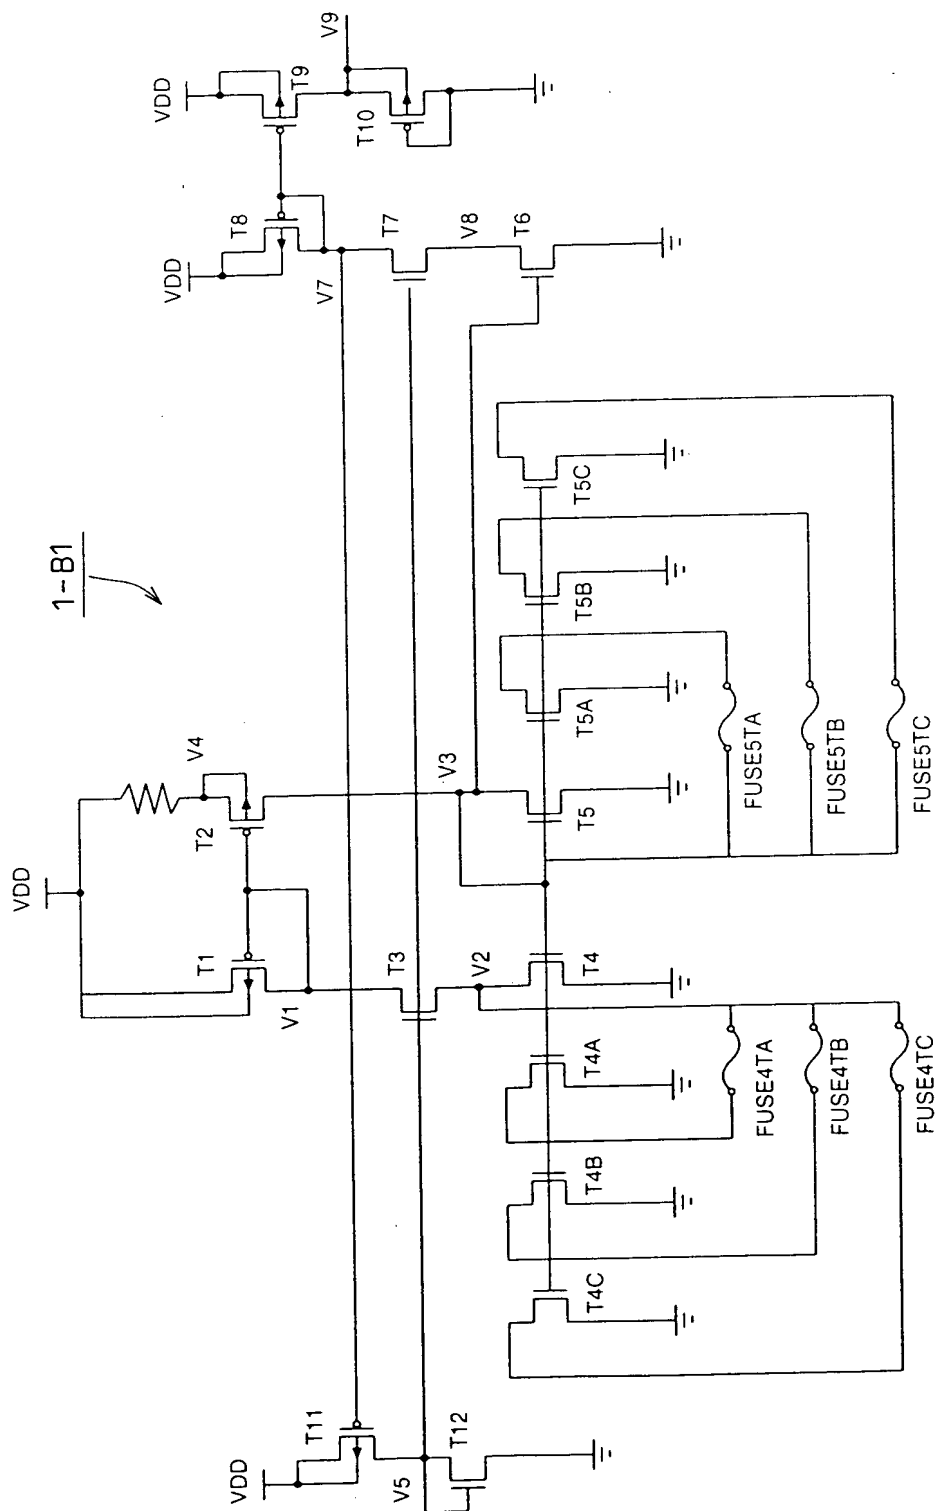 1-B1
VDD
T11
V5
T12
VDD
T1
V1
T3
V2
T4
T4A
T4B
T4C
FUSE4TA
FUSE4TB
FUSE4TC
V4
T2
V3
T5
T5A
T5B
T5C
FUSE5TA
FUSE5TB
FUSE5TC
VDD
T8
V7
T7
V8
T6
VDD
T9
V9
T10